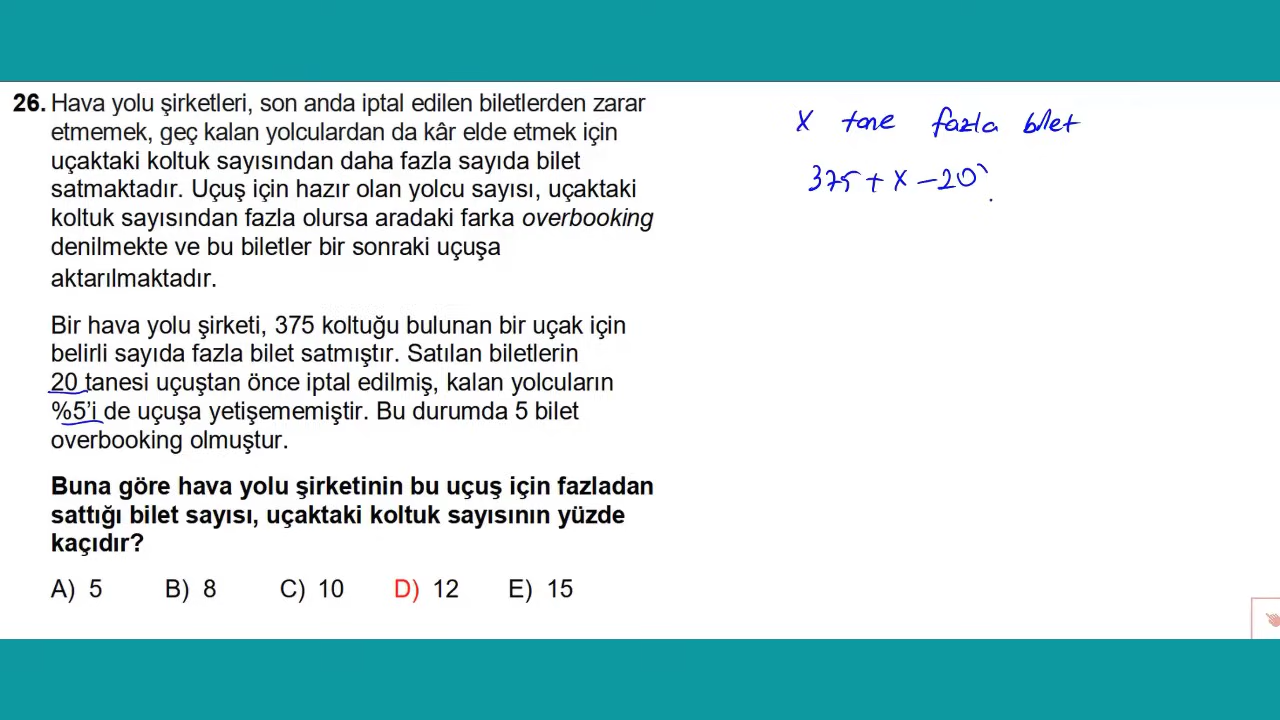 26. Hava yolu şirketleri, son anda iptal edilen biletlerden zarar
etmemek, geç kalan yolculardan da kâr elde etmek için
uçaktaki koltuk sayısından daha fazla sayıda bilet
satmaktadır. Uçuş için hazır olan yolcu sayısı, uçaktaki
koltuk sayısından fazla olursa aradaki farka overbooking
denilmekte ve bu biletler bir sonraki uçuşa
aktarılmaktadır.
Bir hava yolu şirketi, 375 koltuğu bulunan bir uçak için
belirli sayıda fazla bilet satmıştır. Satılan biletlerin
20 tanesi uçuştan önce iptal edilmiş, kalan yolcuların
%5'i de uçuşa yetişememiştir. Bu durumda 5 bilet
overbooking olmuştur.
Buna göre hava yolu şirketinin bu uçuş için fazladan
sattığı bilet sayısı, uçaktaki koltuk sayısının yüzde
kaçıdır?
A) 5 B) 8 C) 10 D) 12 E) 15
x tane fazla bilet
375 + x - 20